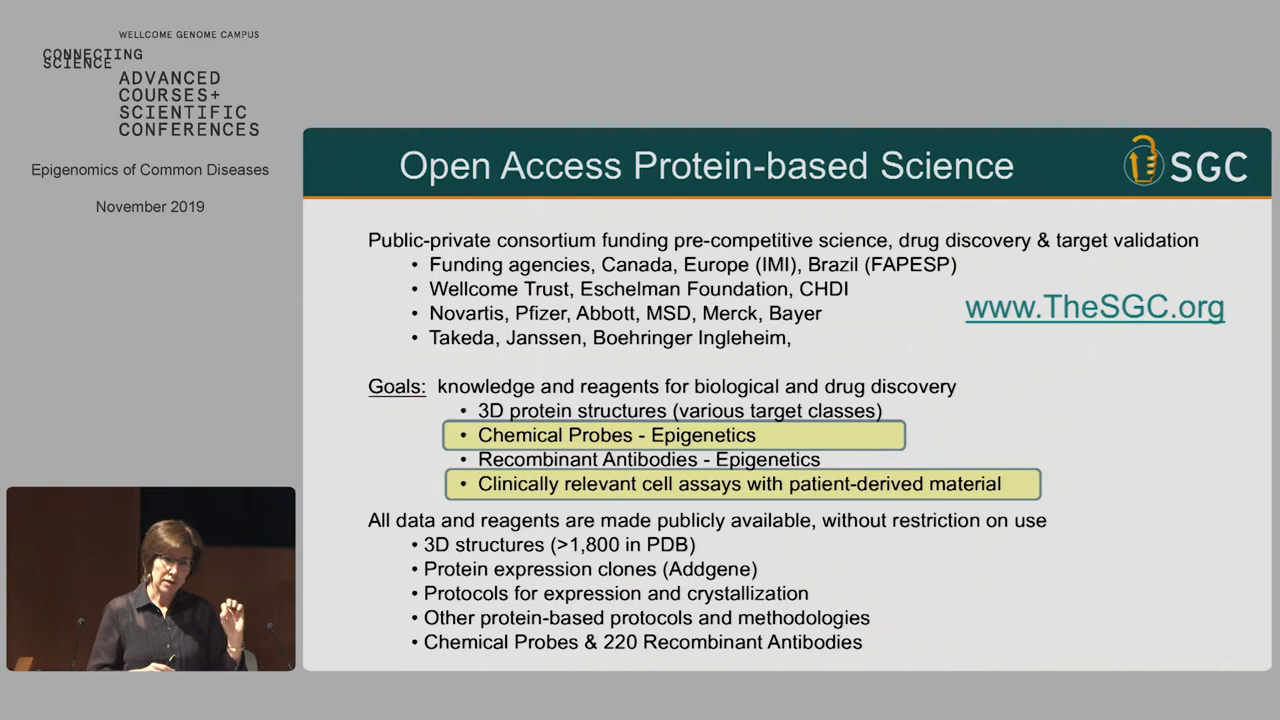 WELLCOME GENOME CAMPUS
CONNECTING
SCIENCE
ADVANCED
COURSES+
SCIENTIFIC
CONFERENCES
Epigenomics of Common Diseases
November 2019
Open Access Protein-based Science
SGC
Public-private consortium funding pre-competitive science, drug discovery & target validation
• Funding agencies, Canada, Europe (IMI), Brazil (FAPESP)
• Wellcome Trust, Eschelman Foundation, CHDI
• Novartis, Pfizer, Abbott, MSD, Merck, Bayer
• Takeda, Janssen, Boehringer Ingleheim,
www.TheSGC.org
Goals: knowledge and reagents for biological and drug discovery
• 3D protein structures (various target classes)
• Chemical Probes - Epigenetics
• Recombinant Antibodies - Epigenetics
• Clinically relevant cell assays with patient-derived material
All data and reagents are made publicly available, without restriction on use
• 3D structures (>1,800 in PDB)
• Protein expression clones (Addgene)
• Protocols for expression and crystallization
• Other protein-based protocols and methodologies
• Chemical Probes & 220 Recombinant Antibodies